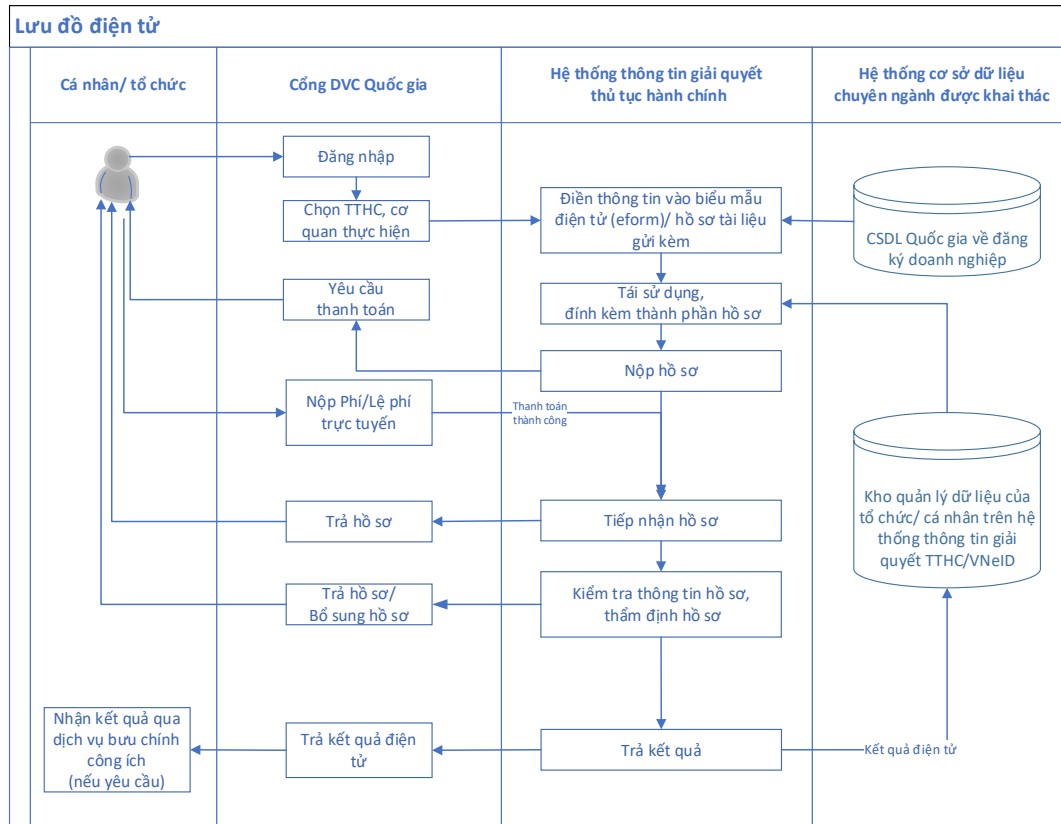 Lưu đồ điện tử
Cá nhân/ tổ chức
Cổng DVC Quốc gia
Hệ thống thông tin giải quyết
thủ tục hành chính
Hệ thống cơ sở dữ liệu
chuyên ngành được khai thác
Đăng nhập
Chọn TTHC, cơ
quan thực hiện
Điền thông tin vào biểu mẫu
điện tử (eform)/ hồ sơ tài liệu
gửi kèm
CSDL Quốc gia về đăng
ký doanh nghiệp
Yêu cầu
thanh toán
Tái sử dụng,
đính kèm thành phần hồ sơ
Nộp hồ sơ
Nộp Phí/Lệ phí
trực tuyến
Thanh toán
thành công
Kho quản lý dữ liệu của
tổ chức/ cá nhân trên hệ
thống thông tin giải
quyết TTHC/VNeID
Trả hồ sơ
Tiếp nhận hồ sơ
Trả hồ sơ/
Bổ sung hồ sơ
Kiểm tra thông tin hồ sơ,
thẩm định hồ sơ
Nhận kết quả qua
dịch vụ bưu chính
công ích
(nếu yêu cầu)
Trả kết quả điện
tử
Trả kết quả
Kết quả điện tử